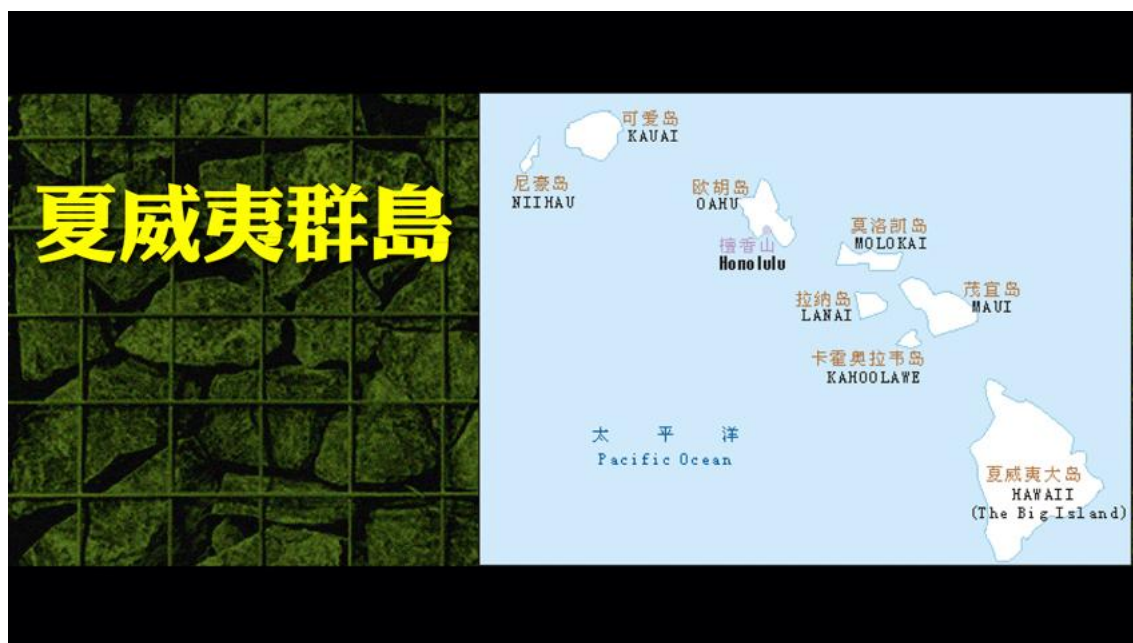 夏威夷群島
可爱岛
KAUAI
尼豪岛
NIIHAU
欧胡岛
OAHU
檀香山
Honolulu
莫洛凯岛
MOLOKAI
拉纳岛
LANAI
茂宜岛
MAUI
卡霍奥拉韦岛
KAHOOLAWE
太平洋
Pacific Ocean
夏威夷大岛
HAWAII
(The Big Island)